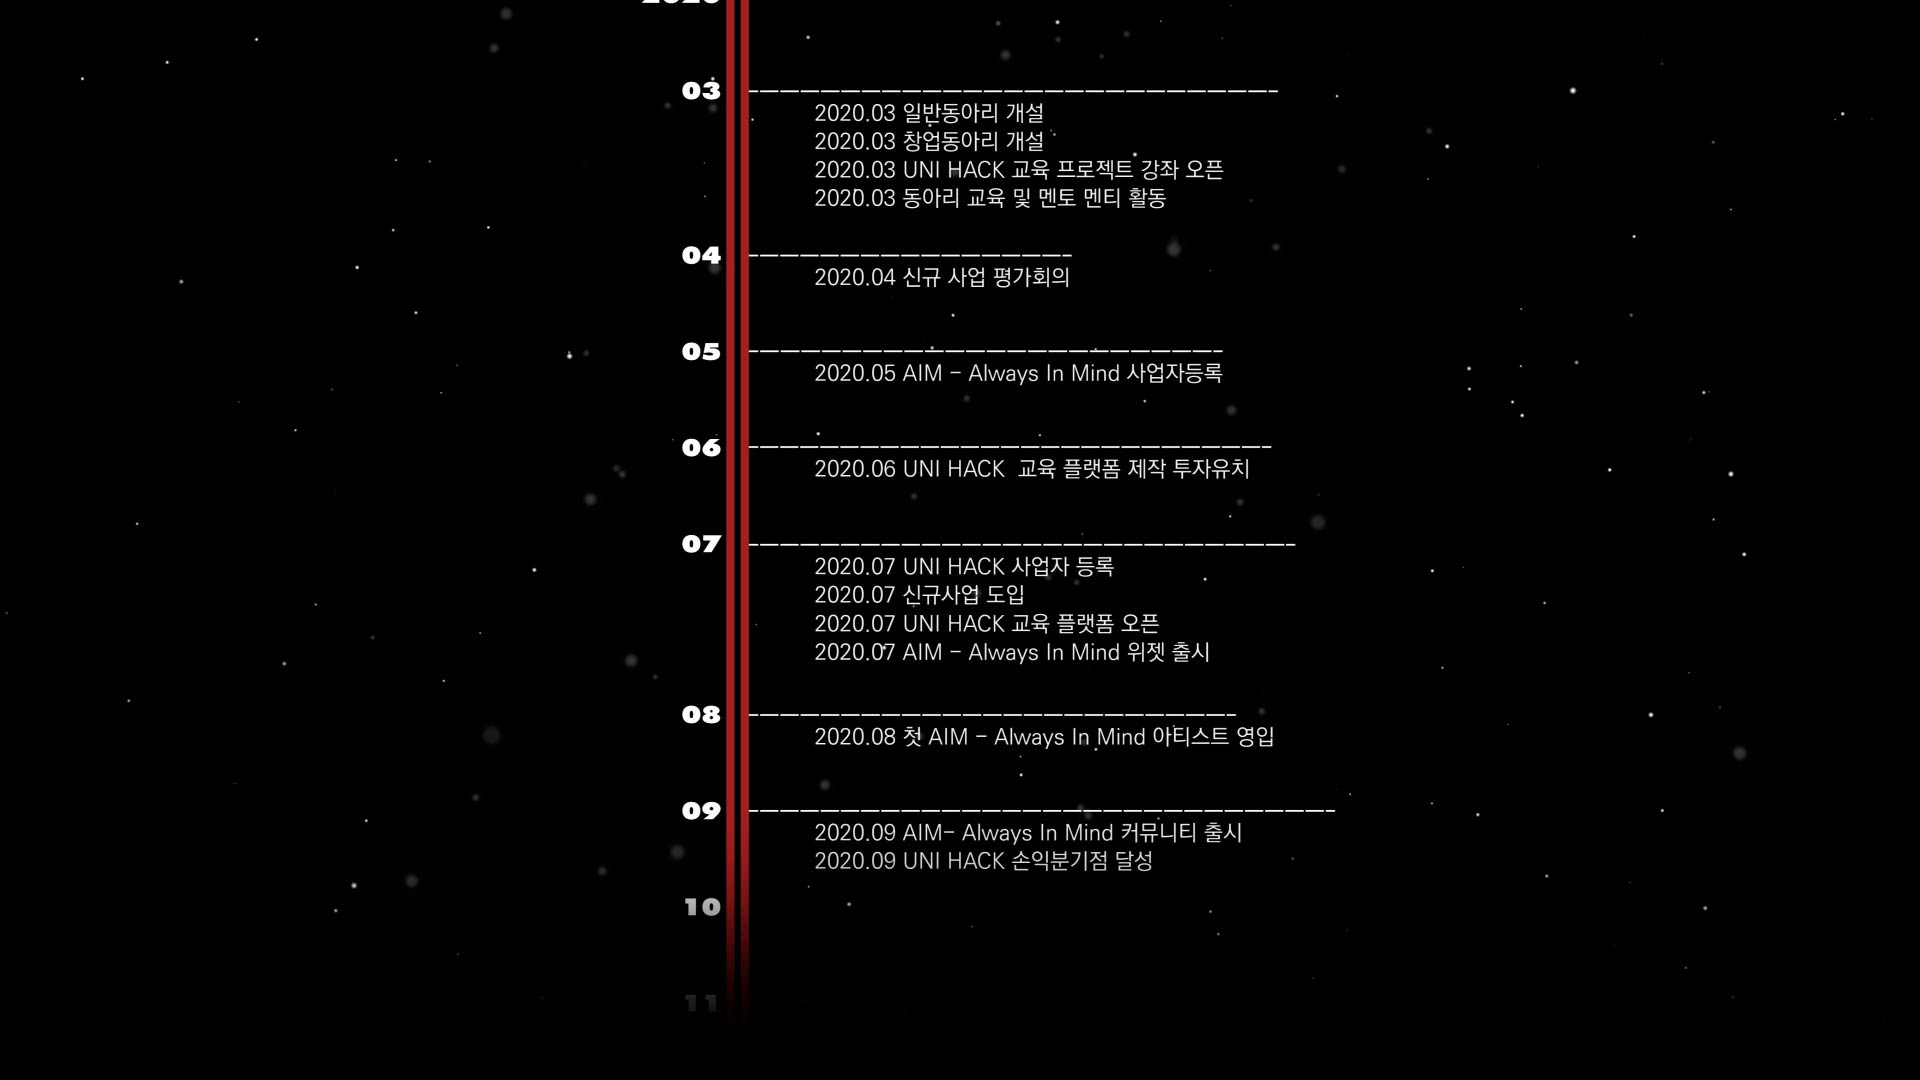 2020
03
2020.03 일반동아리 개설
2020.03 창업동아리 개설
2020.03 UNI HACK 교육 프로젝트 강좌 오픈
2020.03 동아리 교육 및 멘토 멘티 활동
04
2020.04 신규 사업 평가회의
05
2020.05 AIM - Always In Mind 사업자등록
06
2020.06 UNI HACK  교육 플랫폼 제작 투자유치
07
2020.07 UNI HACK 사업자 등록
2020.07 신규사업 도입
2020.07 UNI HACK 교육 플랫폼 오픈
2020.07 AIM - Always In Mind 위젯 출시
08
2020.08 첫 AIM - Always In Mind 아티스트 영입
09
2020.09 AIM- Always In Mind 커뮤니티 출시
2020.09 UNI HACK 손익분기점 달성
10
11